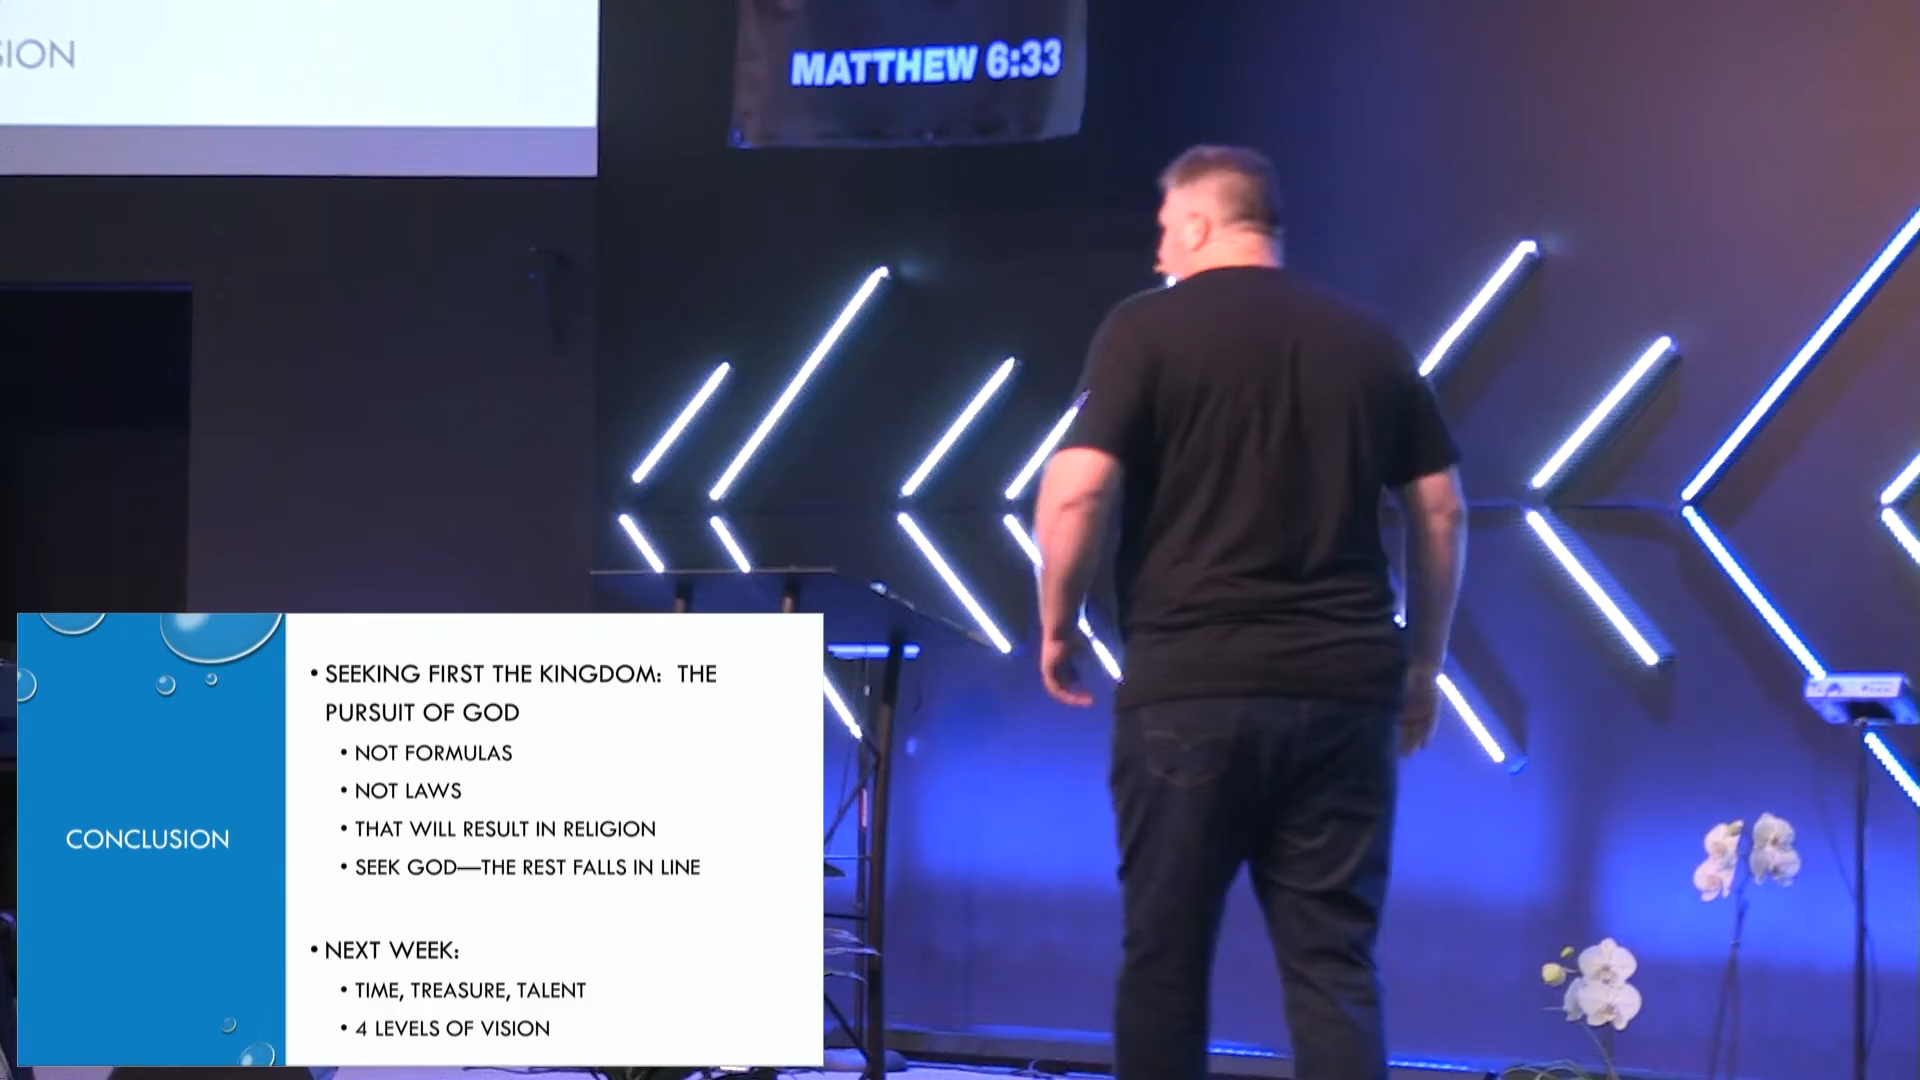 SION
MATTHEW 6:33
CONCLUSION
• SEEKING FIRST THE KINGDOM: THE
PURSUIT OF GOD
• NOT FORMULAS
• NOT LAWS
• THAT WILL RESULT IN RELIGION
• SEEK GOD—THE REST FALLS IN LINE
• NEXT WEEK:
• TIME, TREASURE, TALENT
• 4 LEVELS OF VISION